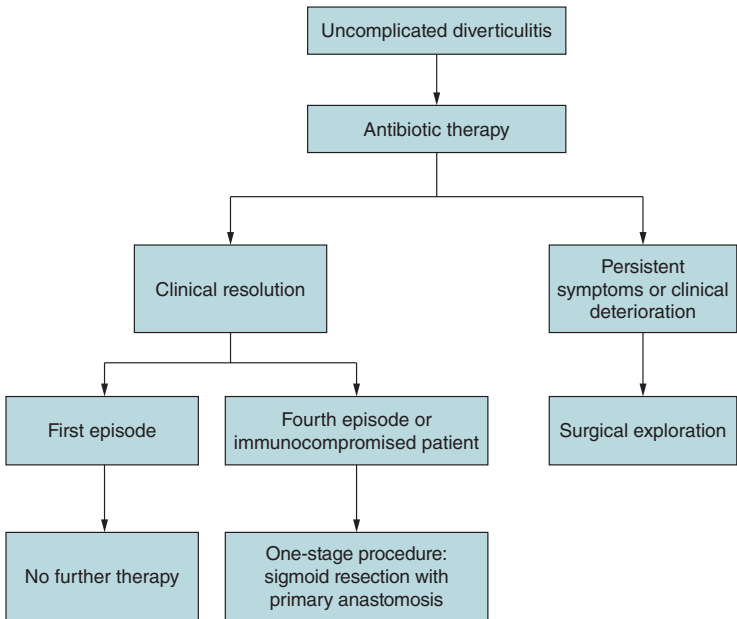 Uncomplicated diverticulitis
Antibiotic therapy
Clinical resolution
Persistent
symptoms or clinical
deterioration
First episode
Fourth episode or
immunocompromised patient
Surgical exploration
No further therapy
One-stage procedure:
sigmoid resection with
primary anastomosis